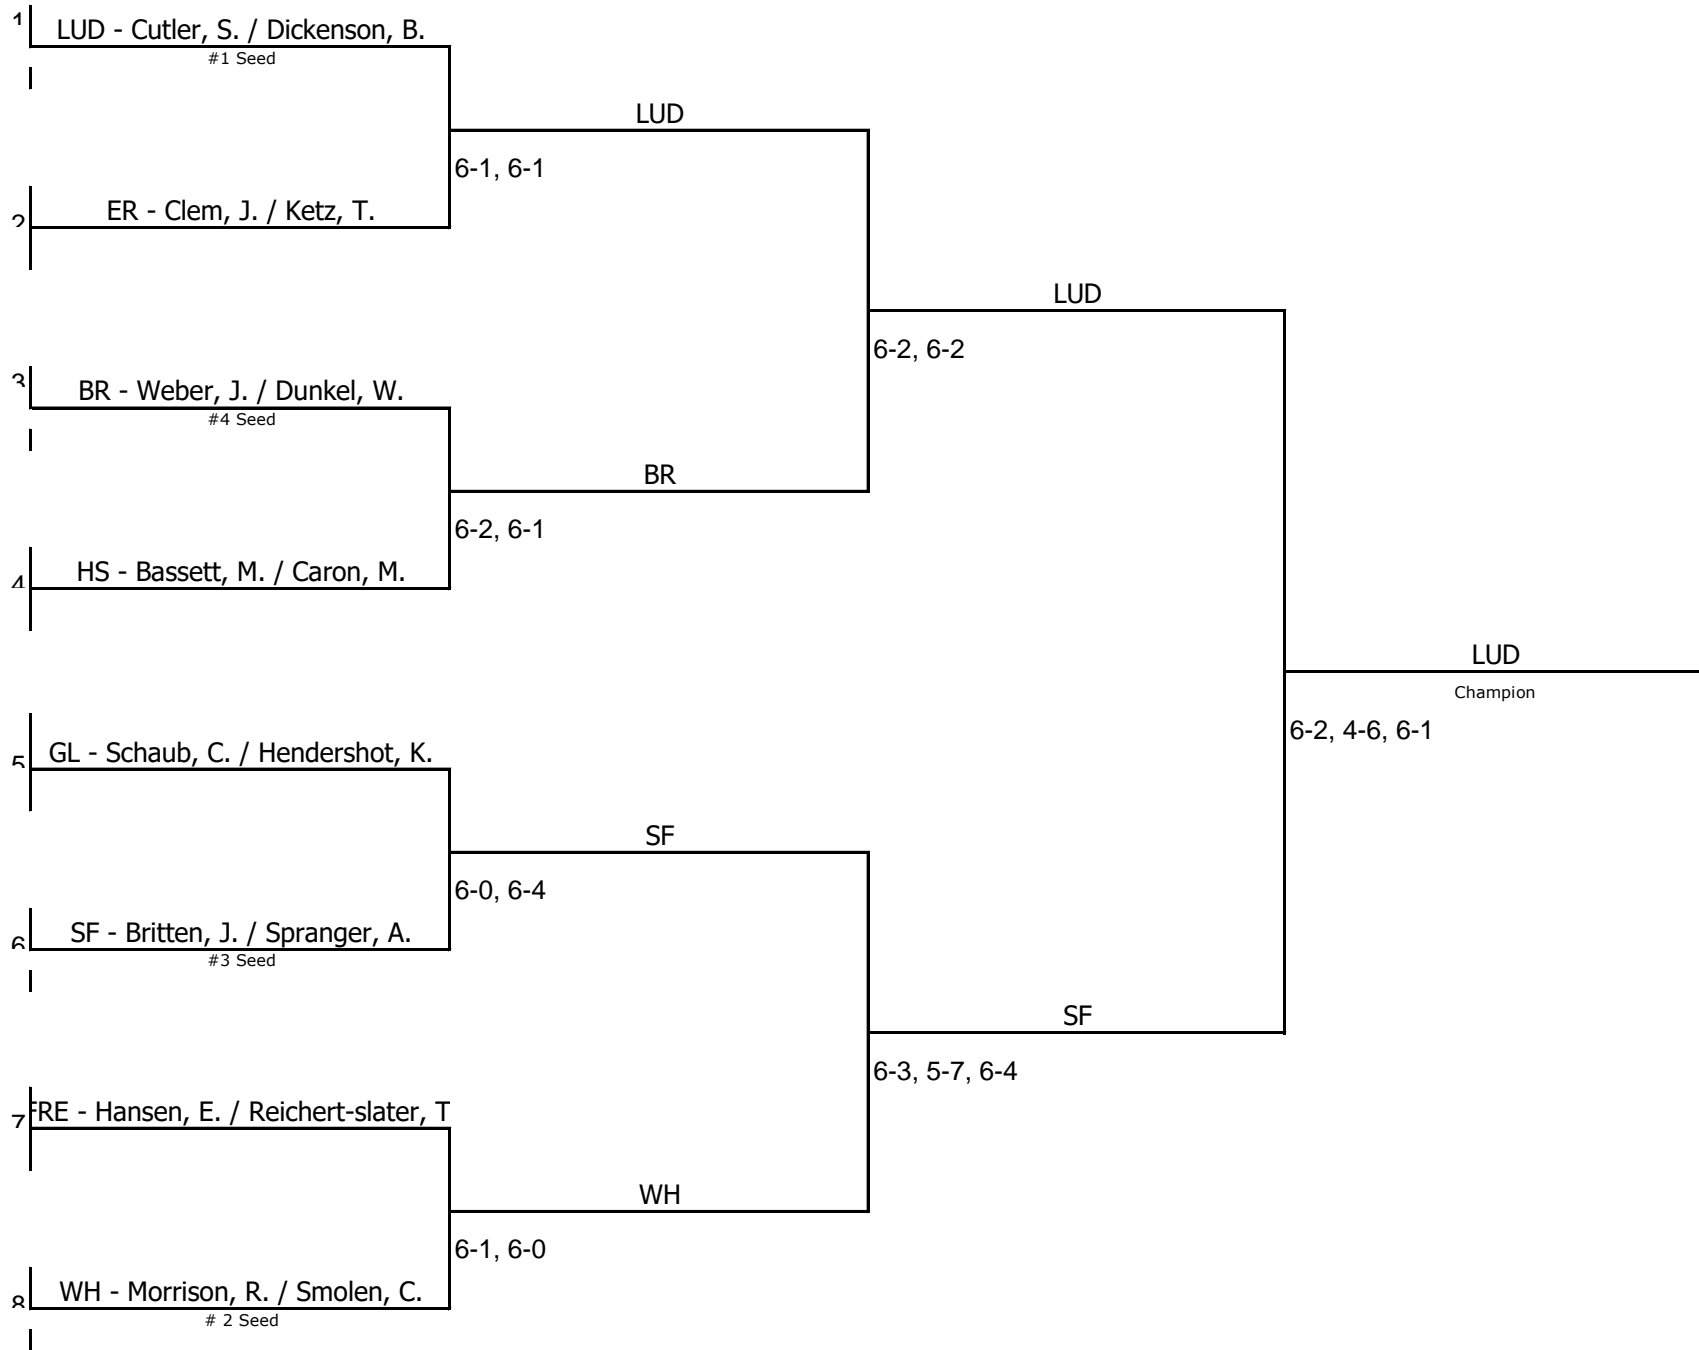 1
LUD - Cutler, S. / Dickenson, B.
#1 Seed
LUD
6-1, 6-1
2
ER - Clem, J. / Ketz, T.
LUD
6-2, 6-2
3
BR - Weber, J. / Dunkel, W.
#4 Seed
BR
6-2, 6-1
4
HS - Bassett, M. / Caron, M.
LUD
Champion
6-2, 4-6, 6-1
5
GL - Schaub, C. / Hendershot, K.
SF
6-0, 6-4
6
SF - Britten, J. / Spranger, A.
#3 Seed
SF
6-3, 5-7, 6-4
7
FRE - Hansen, E. / Reichert-slater, T
WH
6-1, 6-0
8
WH - Morrison, R. / Smolen, C.
# 2 Seed